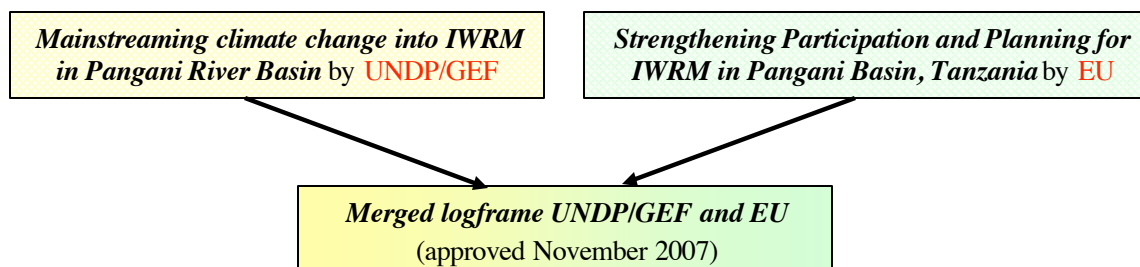 Mainstreaming climate change into IWRM
in Pangani River Basin by UNDP/GEF
Strengthening Participation and Planning for
IWRM in Pangani Basin, Tanzania by EU
Merged logframe UNDP/GEF and EU
(approved November 2007)